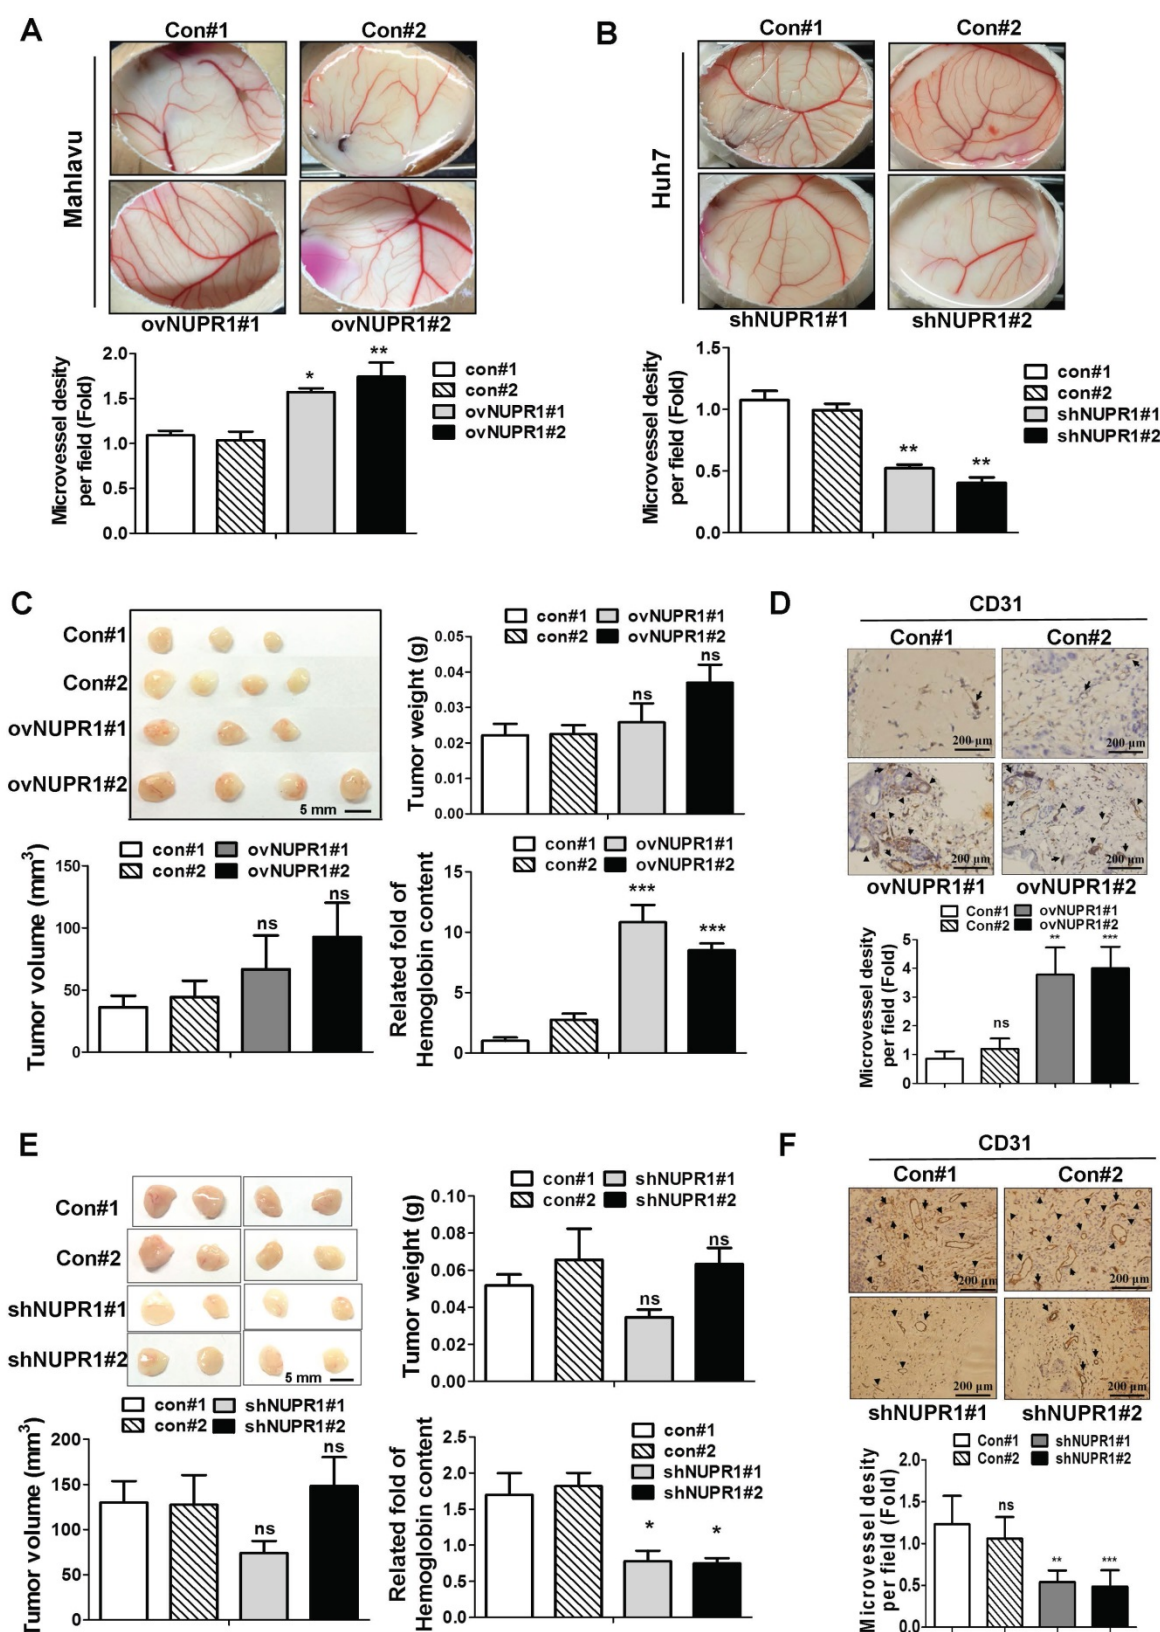 A
Con#1 Con#2
Mahlavu
ovNUPR1#1 ovNUPR1#2
Microvessel desity
per field (Fold)
2.0
1.5
1.0
0.5
0.0
* **
con#1
con#2
ovNUPR1#1
ovNUPR1#2
B
Con#1 Con#2
Huh7
shNUPR1#1 shNUPR1#2
Microvessel desity
per field (Fold)
1.5
1.0
0.5
0.0
** **
con#1
con#2
shNUPR1#1
shNUPR1#2
C
Con#1
Con#2
ovNUPR1#1
ovNUPR1#2
5 mm
con#1 ovNUPR1#1
con#2 ovNUPR1#2
Tumor weight (g)
0.05
0.04
0.03
0.02
0.01
0.00
ns ns
con#1 ovNUPR1#1
con#2 ovNUPR1#2
Tumor volume (mm³)
150
100
50
0
ns ns
con#1 ovNUPR1#1
con#2 ovNUPR1#2
Related fold of
Hemoglobin content
15
10
5
0
*** ***
D
CD31
Con#1 Con#2
200 µm 200 µm
200 µm 200 µm
ovNUPR1#1 ovNUPR1#2
Con#1 ovNUPR1#1
Con#2 ovNUPR1#2
Microvessel desity
per field (Fold)
5
4
3
2
1
0
ns ** ***
E
Con#1
Con#2
shNUPR1#1
shNUPR1#2
5 mm
con#1 shNUPR1#1
con#2 shNUPR1#2
Tumor weight (g)
0.10
0.08
0.06
0.04
0.02
0.00
ns ns
con#1 shNUPR1#1
con#2 shNUPR1#2
Tumor volume (mm³)
200
150
100
50
0
ns ns
con#1
con#2
shNUPR1#1
shNUPR1#2
Related fold of
Hemoglobin content
2.5
2.0
1.5
1.0
0.5
0.0
* *
F
CD31
Con#1 Con#2
200 µm 200 µm
200 µm 200 µm
shNUPR1#1 shNUPR1#2
Con#1 shNUPR1#1
Con#2 shNUPR1#2
Microvessel desity
per field (Fold)
2.0
1.5
1.0
0.5
0.0
ns ** ***